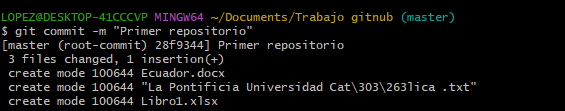 LOPEZ@DESKTOP-41CCCVP MINGW64 ~/Documents/Trabajo gitnub (master)
$ git commit -m "Primer repositorio"
[master (root-commit) 28f9344] Primer repositorio
 3 files changed, 1 insertion(+)
 create mode 100644 Ecuador.docx
 create mode 100644 "La Pontificia Universidad Cat\303\263lica .txt"
 create mode 100644 Libro1.xlsx